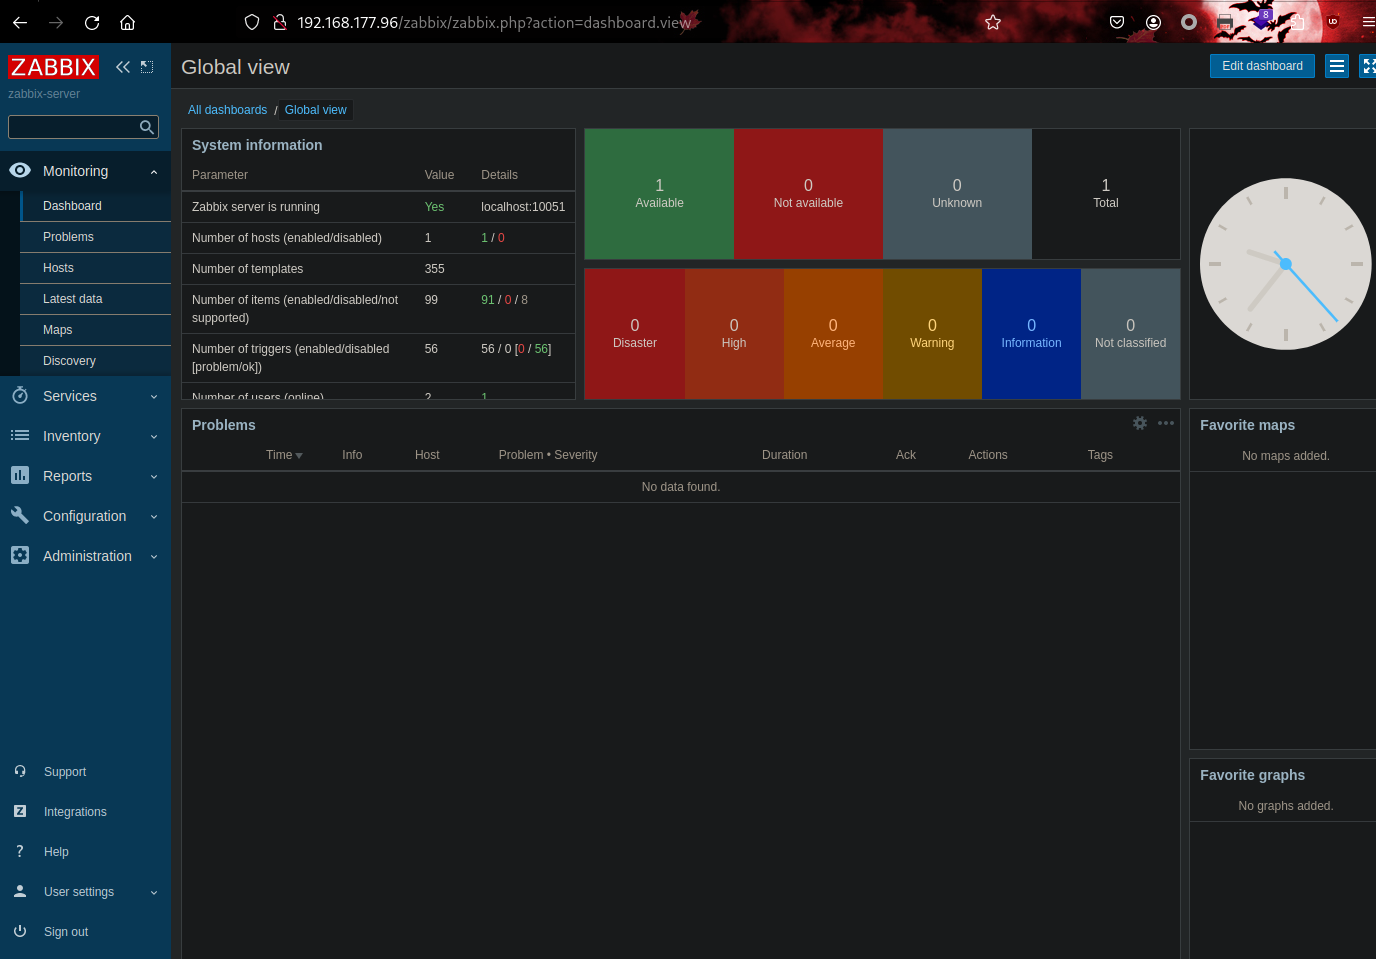 192.168.177.96/zabbix/zabbix.php?action=dashboard.view
8
UD
ZABBIX
zabbix-server
Monitoring
Dashboard
Problems
Hosts
Latest data
Maps
Discovery
Services
Inventory
Reports
Configuration
Administration
Support
Z Integrations
? Help
User settings
Sign out
Global view
Edit dashboard
All dashboards / Global view
System information
Parameter Value Details
Zabbix server is running Yes localhost:10051
Number of hosts (enabled/disabled) 1 1 / 0
Number of templates 355
Number of items (enabled/disabled/not 99 91 / 0 / 8
supported)
Number of triggers (enabled/disabled 56 56 / 0 [0 / 56]
[problem/ok])
Number of users (online) 2 1
1 0 0 1
Available Not available Unknown Total
0 0 0 0 0 0
Disaster High Average Warning Information Not classified
Problems
Time Info Host Problem • Severity Duration Ack Actions Tags
No data found.
Favorite maps
No maps added.
Favorite graphs
No graphs added.